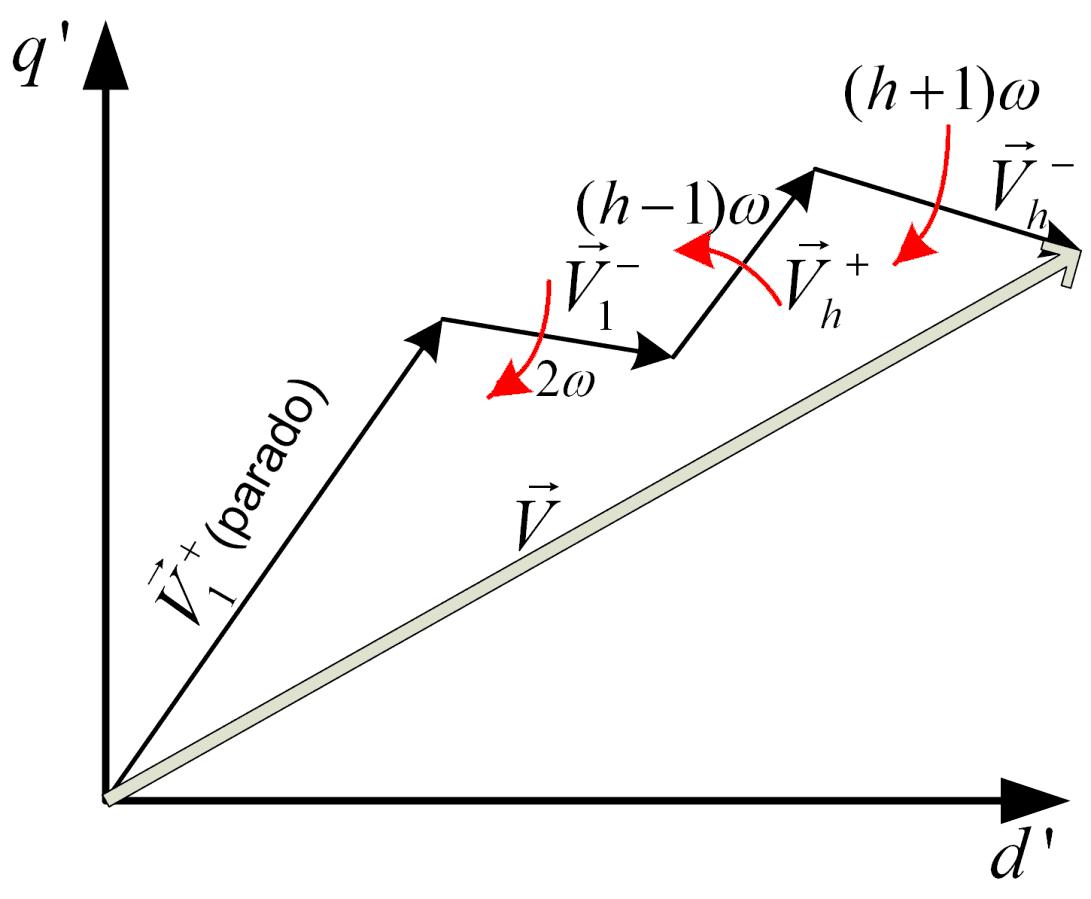 q'
(h+1)ω
V⃗h⁻
(h−1)ω
V⃗1⁻
V⃗h⁺
2ω
V⃗1⁺ (parado)
V⃗
d'